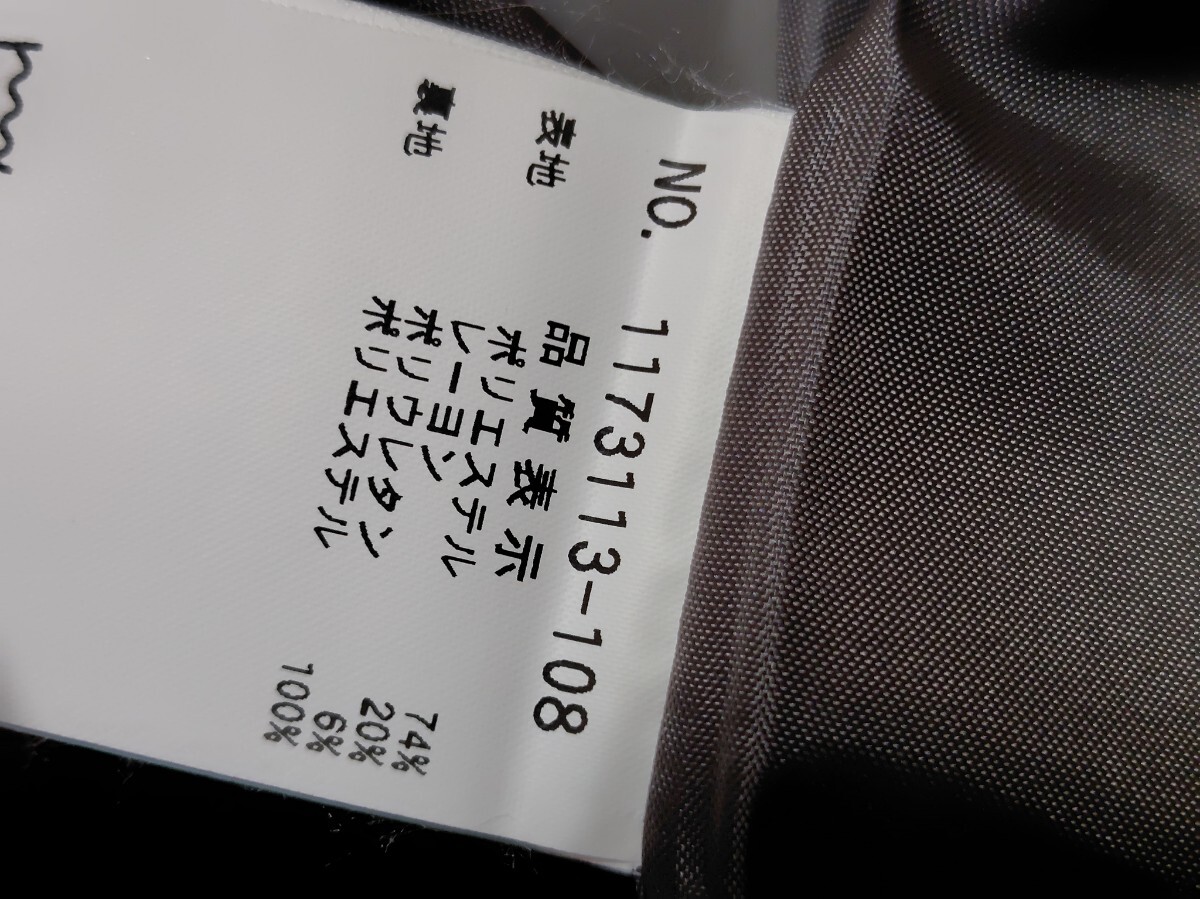 NO. 1173113-108
品質表示
表地 ポリエステル 74%
レーヨン 20%
ポリウレタン 6%
裏地 ポリエステル 100%